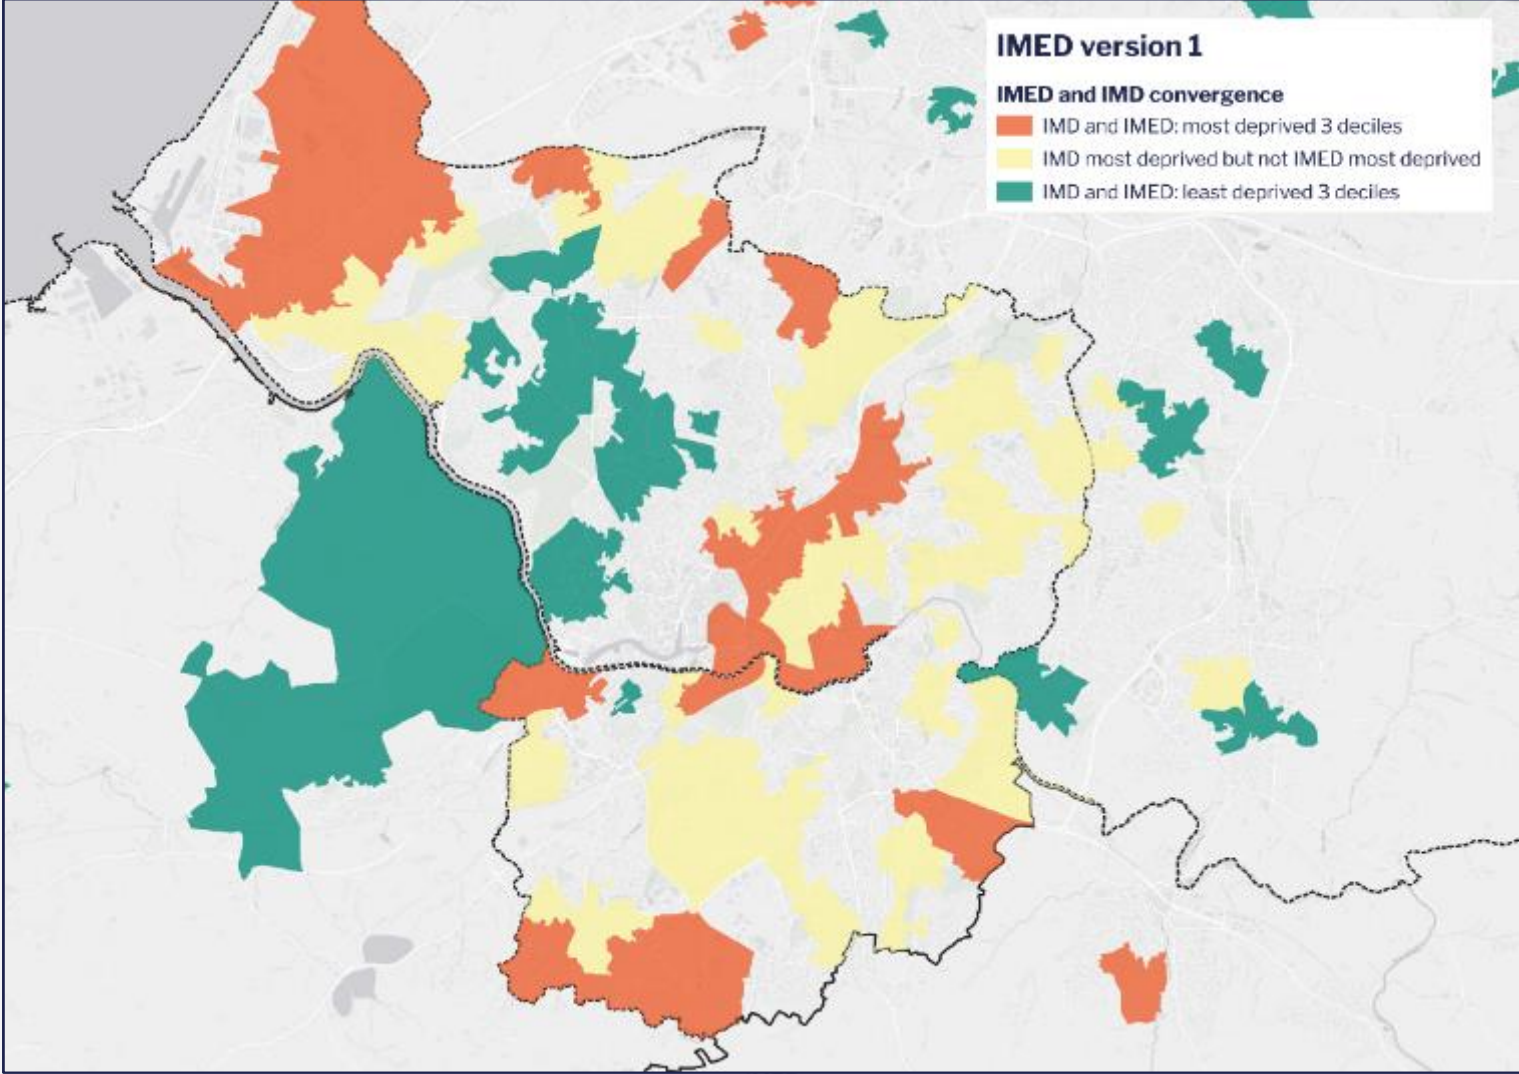 IMED version 1
IMED and IMD convergence
IMD and IMED: most deprived 3 deciles
IMD most deprived but not IMED most deprived
IMD and IMED: least deprived 3 deciles